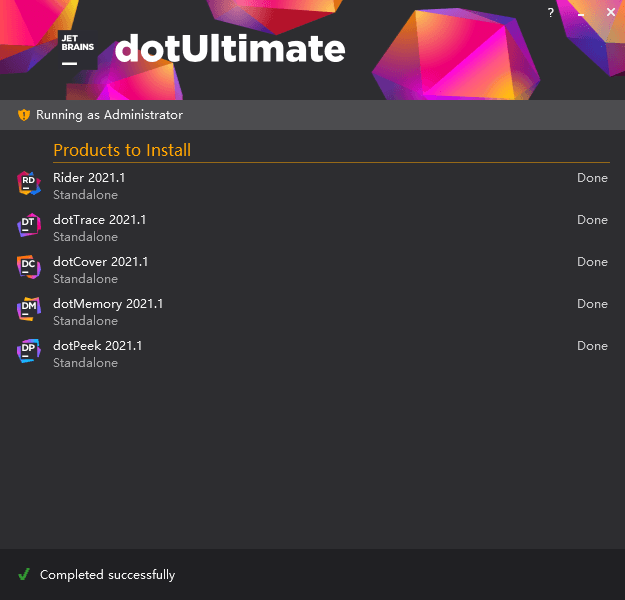 ?
JET
BRAINS
dotUltimate
Running as Administrator
Products to Install
RD
Rider 2021.1
Done
Standalone
DT
dotTrace 2021.1
Done
Standalone
DC
dotCover 2021.1
Done
Standalone
DM
dotMemory 2021.1
Done
Standalone
DP
dotPeek 2021.1
Done
Standalone
Completed successfully